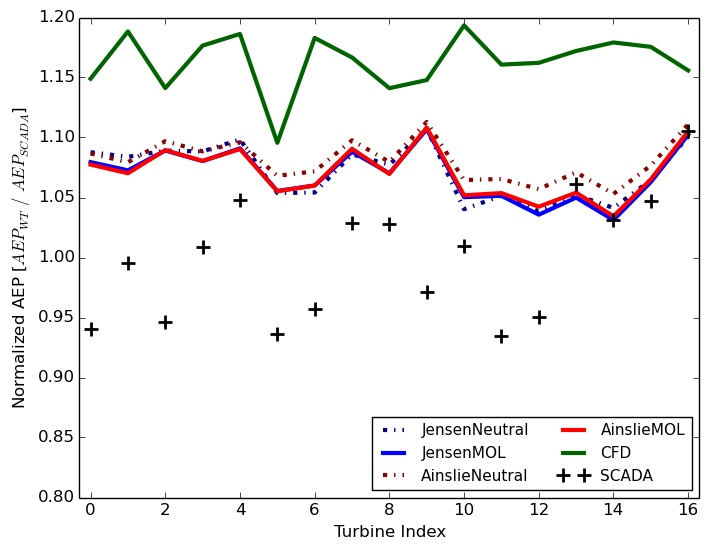 1.20
1.15
1.10
1.05
1.00
0.95
0.90
0.85
0.80
Normalized AEP [AEP_WT / AEP_SCADA]
0 2 4 6 8 10 12 14 16
Turbine Index
JensenNeutral
JensenMOL
AinslieNeutral
AinslieMOL
CFD
SCADA